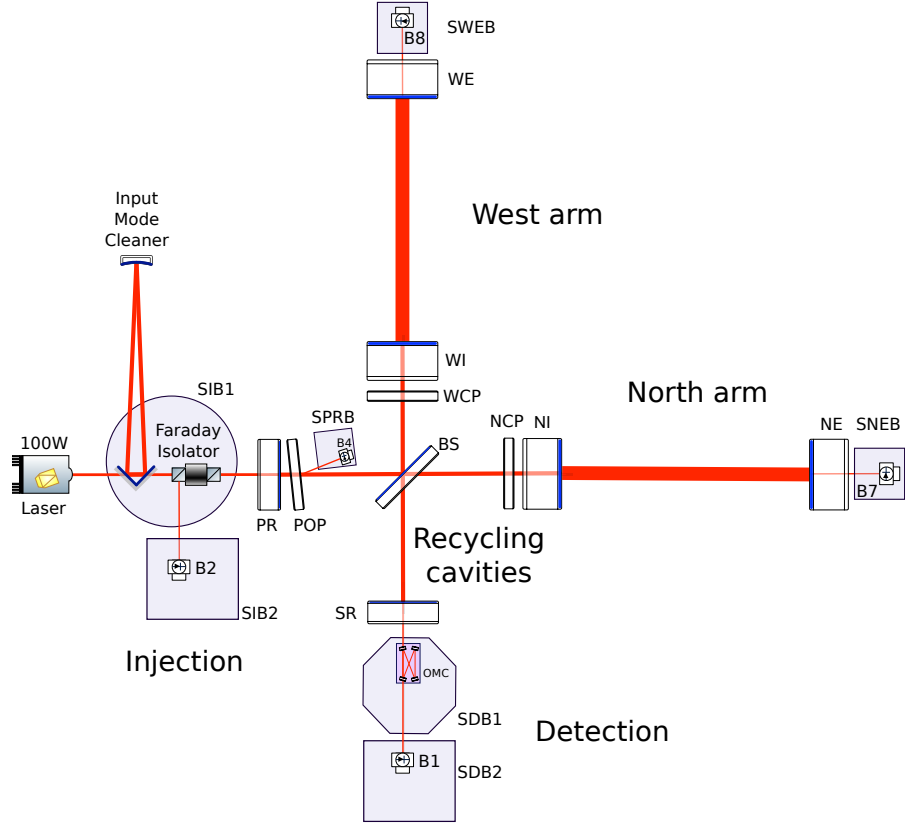 B8
SWEB
WE
West arm
Input
Mode
Cleaner
WI
WCP
SIB1
North arm
SPRB
NCP
NI
NE
SNEB
100W
Faraday
Isolator
B4
BS
B7
Laser
PR
POP
Recycling
cavities
B2
SIB2
SR
Injection
OMC
SDB1
Detection
B1
SDB2